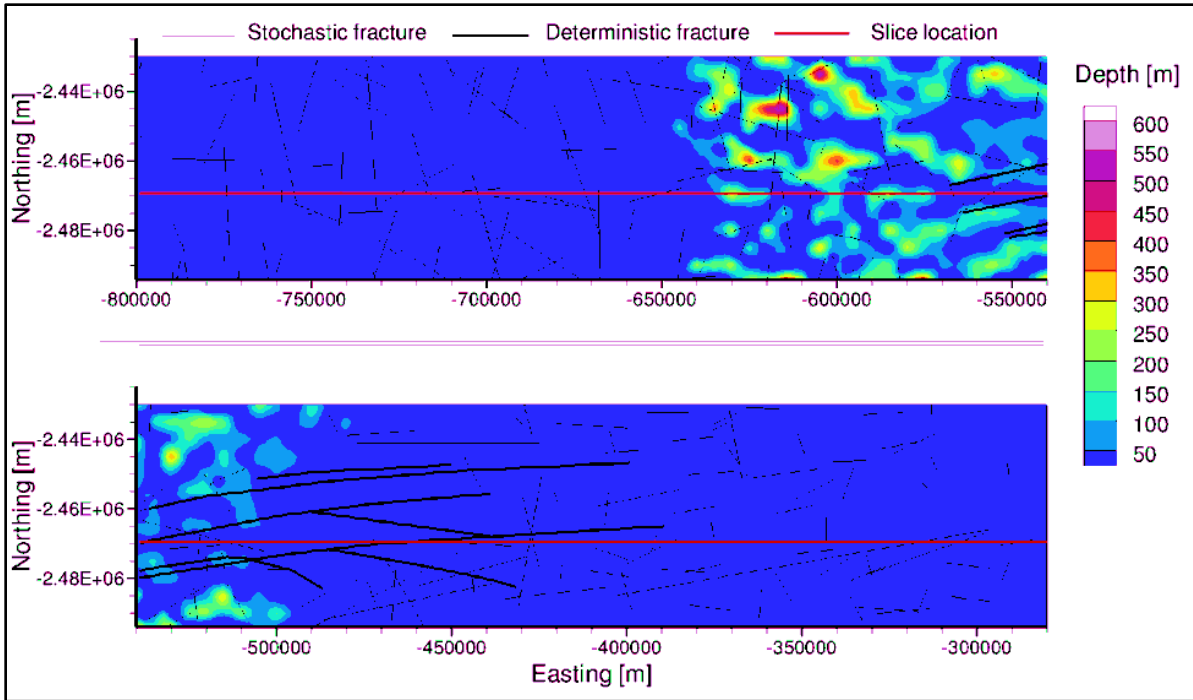 Stochastic fracture Deterministic fracture Slice location
Depth [m]
600
550
500
450
400
350
300
250
200
150
100
50
Northing [m]
-2.44E+06
-2.46E+06
-2.48E+06
-800000 -750000 -700000 -650000 -600000 -550000
Northing [m]
-2.44E+06
-2.46E+06
-2.48E+06
-500000 -450000 -400000 -350000 -300000
Easting [m]